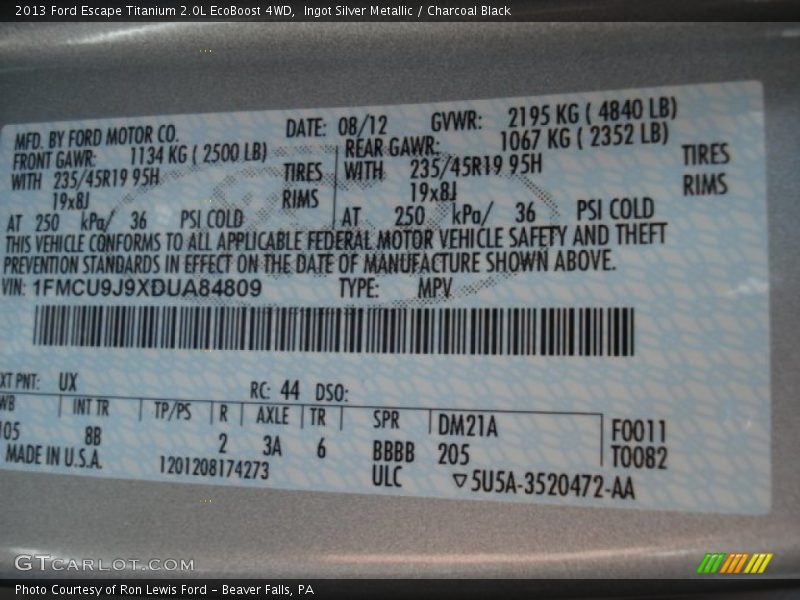 2013 Ford Escape Titanium 2.0L EcoBoost 4WD, Ingot Silver Metallic / Charcoal Black
MFD. BY FORD MOTOR CO. DATE: 08/12 GVWR: 2195 KG ( 4840 LB)
FRONT GAWR: 1134 KG ( 2500 LB) REAR GAWR: 1067 KG ( 2352 LB)
WITH 235/45R19 95H TIRES WITH 235/45R19 95H TIRES
19x8J RIMS 19x8J RIMS
AT 250 kPa/ 36 PSI COLD AT 250 kPa/ 36 PSI COLD
THIS VEHICLE CONFORMS TO ALL APPLICABLE FEDERAL MOTOR VEHICLE SAFETY AND THEFT
PREVENTION STANDARDS IN EFFECT ON THE DATE OF MANUFACTURE SHOWN ABOVE.
VIN: 1FMCU9J9XDUA84809 TYPE: MPV
XT PNT: UX RC: 44 DSO:
WB INT TR TP/PS R AXLE TR SPR DM21A F0011
105 8B 2 3A 6 BBBB 205 T0082
MADE IN U.S.A. 1201208174273 ULC ▽5U5A-3520472-AA
GTCARLOT.COM
Photo Courtesy of Ron Lewis Ford - Beaver Falls, PA